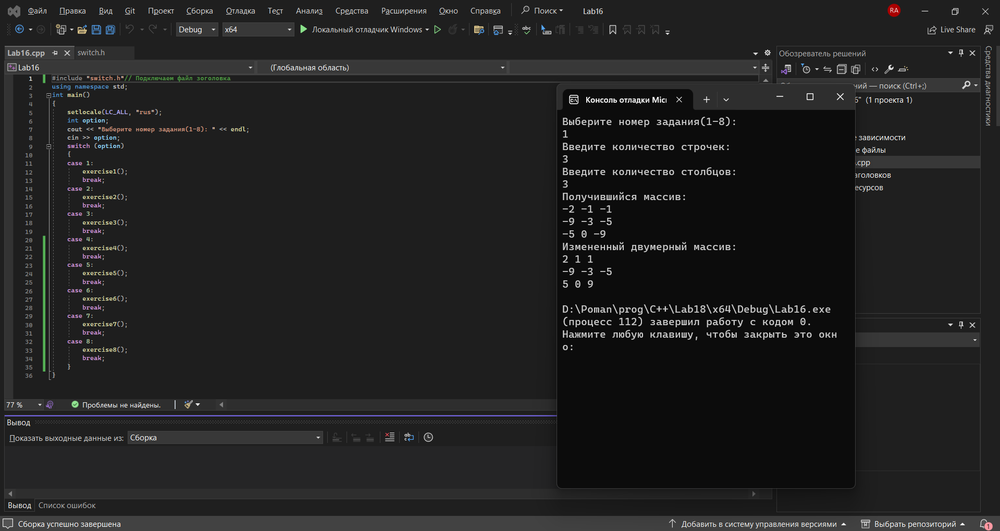 Файл Правка Вид Git Проект Сборка Отладка Тест Анализ Средства Расширения Окно Справка Поиск Lab16 RA
Debug x64 Локальный отладчик Windows Live Share
Lab16.cpp switch.h
Lab16 (Глобальная область)
1 #include "switch.h"// Подключаем файл зоголовка
2 using namespace std;
3 int main()
4 {
5 setlocale(LC_ALL, "rus");
6 int option;
7 cout << "Выберите номер задания(1-8): " << endl;
8 cin >> option;
9 switch (option)
10 {
11 case 1:
12 exercise1();
13 break;
14 case 2:
15 exercise2();
16 break;
17 case 3:
18 exercise3();
19 break;
20 case 4:
21 exercise4();
22 break;
23 case 5:
24 exercise5();
25 break;
26 case 6:
27 exercise6();
28 break;
29 case 7:
30 exercise7();
31 break;
32 case 8:
33 exercise8();
34 break;
35 }
36 }
77 % Проблемы не найдены.
Вывод
Показать выходные данные из: Сборка
Вывод Список ошибок
Консоль отладки Micr
Выберите номер задания(1-8):
1
Введите количество строчек:
3
Введите количество столбцов:
3
Получившийся массив:
-2 -1 -1
-9 -3 -5
-5 0 -9
Измененный двумерный массив:
2 1 1
-9 -3 -5
5 0 9
D:\Poman\prog\C++\Lab18\x64\Debug\Lab16.exe
(процесс 112) завершил работу с кодом 0.
Нажмите любую клавишу, чтобы закрыть это окн
о:
Обозреватель решений
— поиск (Ctrl+;)
6" (1 проекта 1)
зависимости
е файлы
.cpp
аголовков
есурсов
Средства диагностики
Сборка успешно завершена Добавить в систему управления версиями Выбрать репозиторий 1